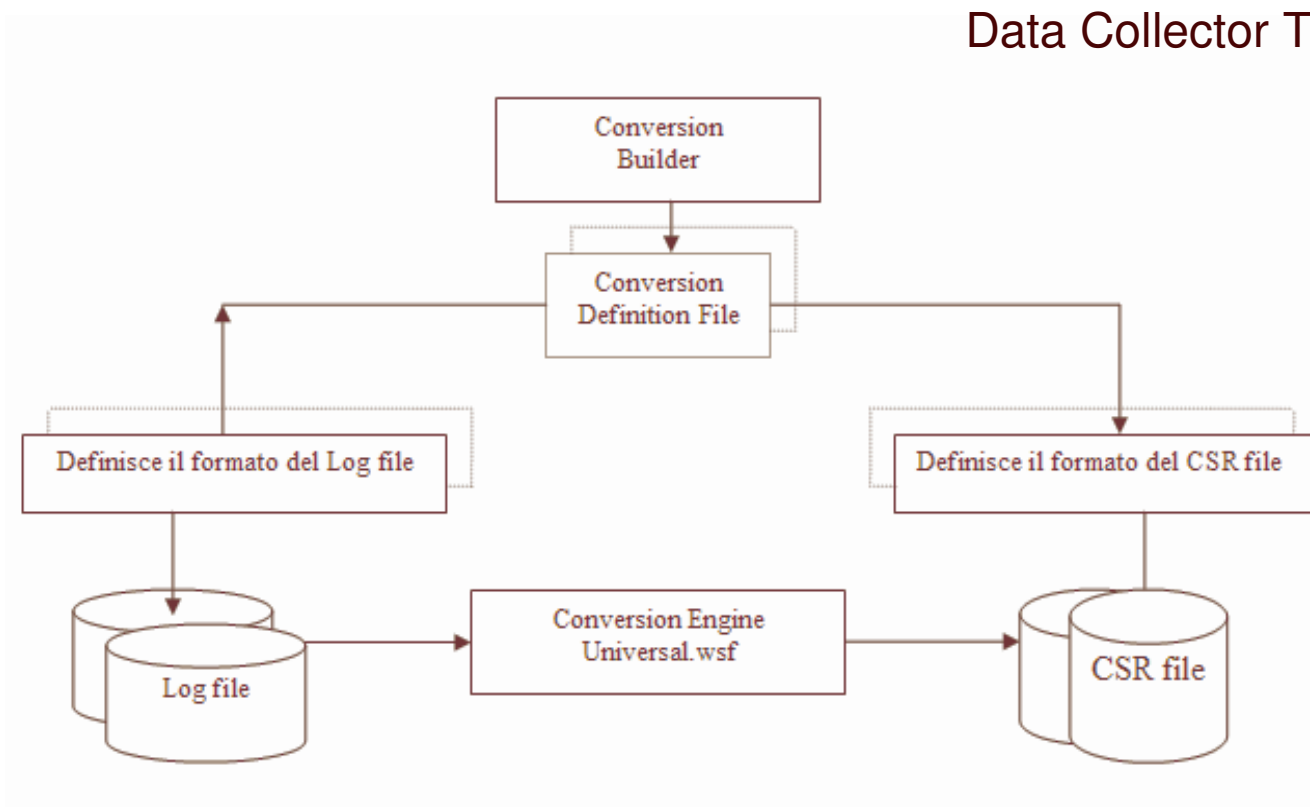 Data Collector T
Conversion
Builder
Conversion
Definition File
Definisce il formato del Log file
Definisce il formato del CSR file
Conversion Engine
Universal.wsf
Log file
CSR file